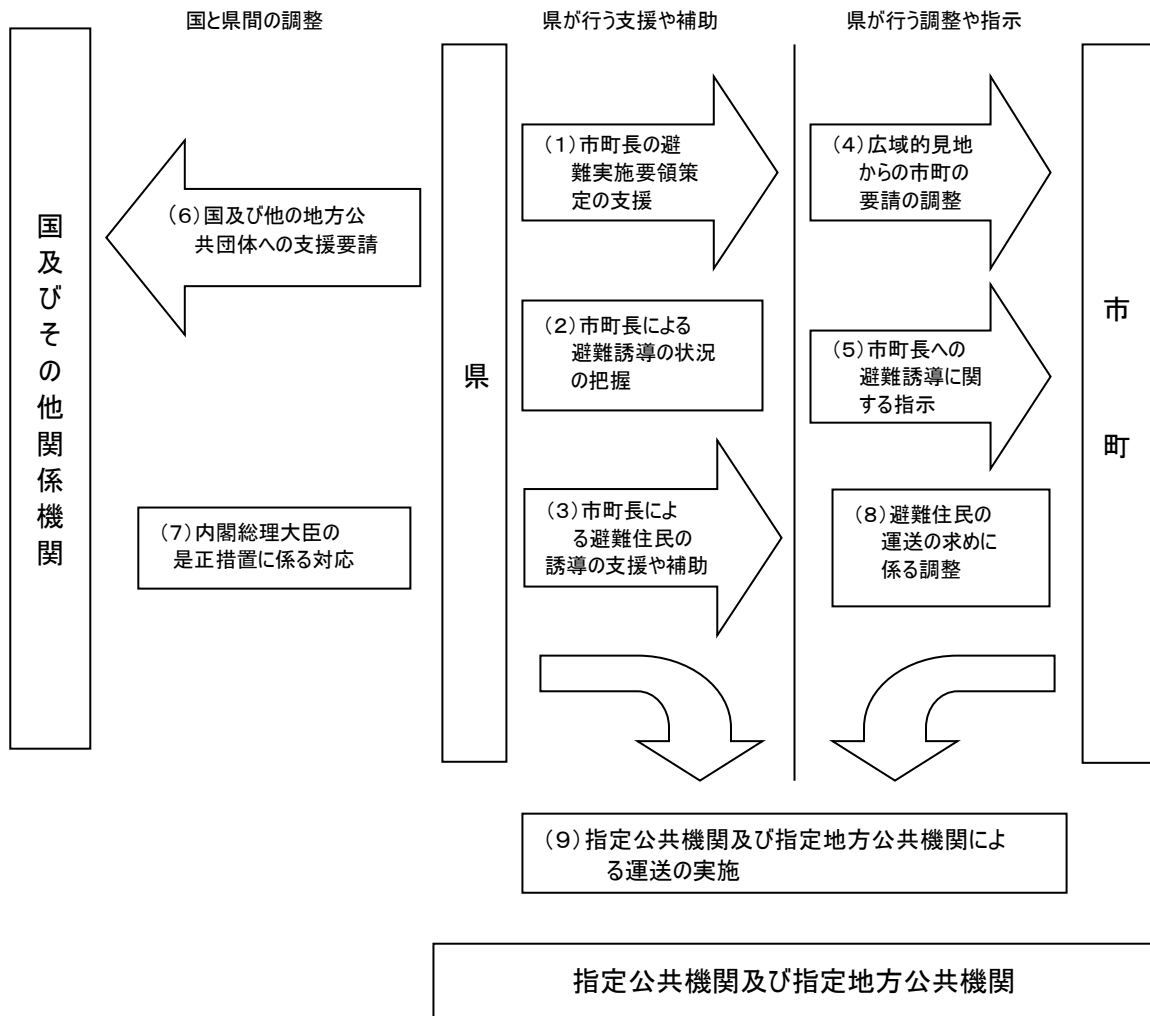 国と県間の調整
県が行う支援や補助
県が行う調整や指示
国及びその他関係機関
(6)国及び他の地方公
共団体への支援要請
(7)内閣総理大臣の
是正措置に係る対応
県
(1)市町長の避
難実施要領策
定の支援
(2)市町長による
避難誘導の状況
の把握
(3)市町長によ
る避難住民の
誘導の支援や補助
(4)広域的見地
からの市町の
要請の調整
(5)市町長への
避難誘導に関
する指示
(8)避難住民の
運送の求めに
係る調整
市町
(9)指定公共機関及び指定地方公共機関によ
る運送の実施
指定公共機関及び指定地方公共機関